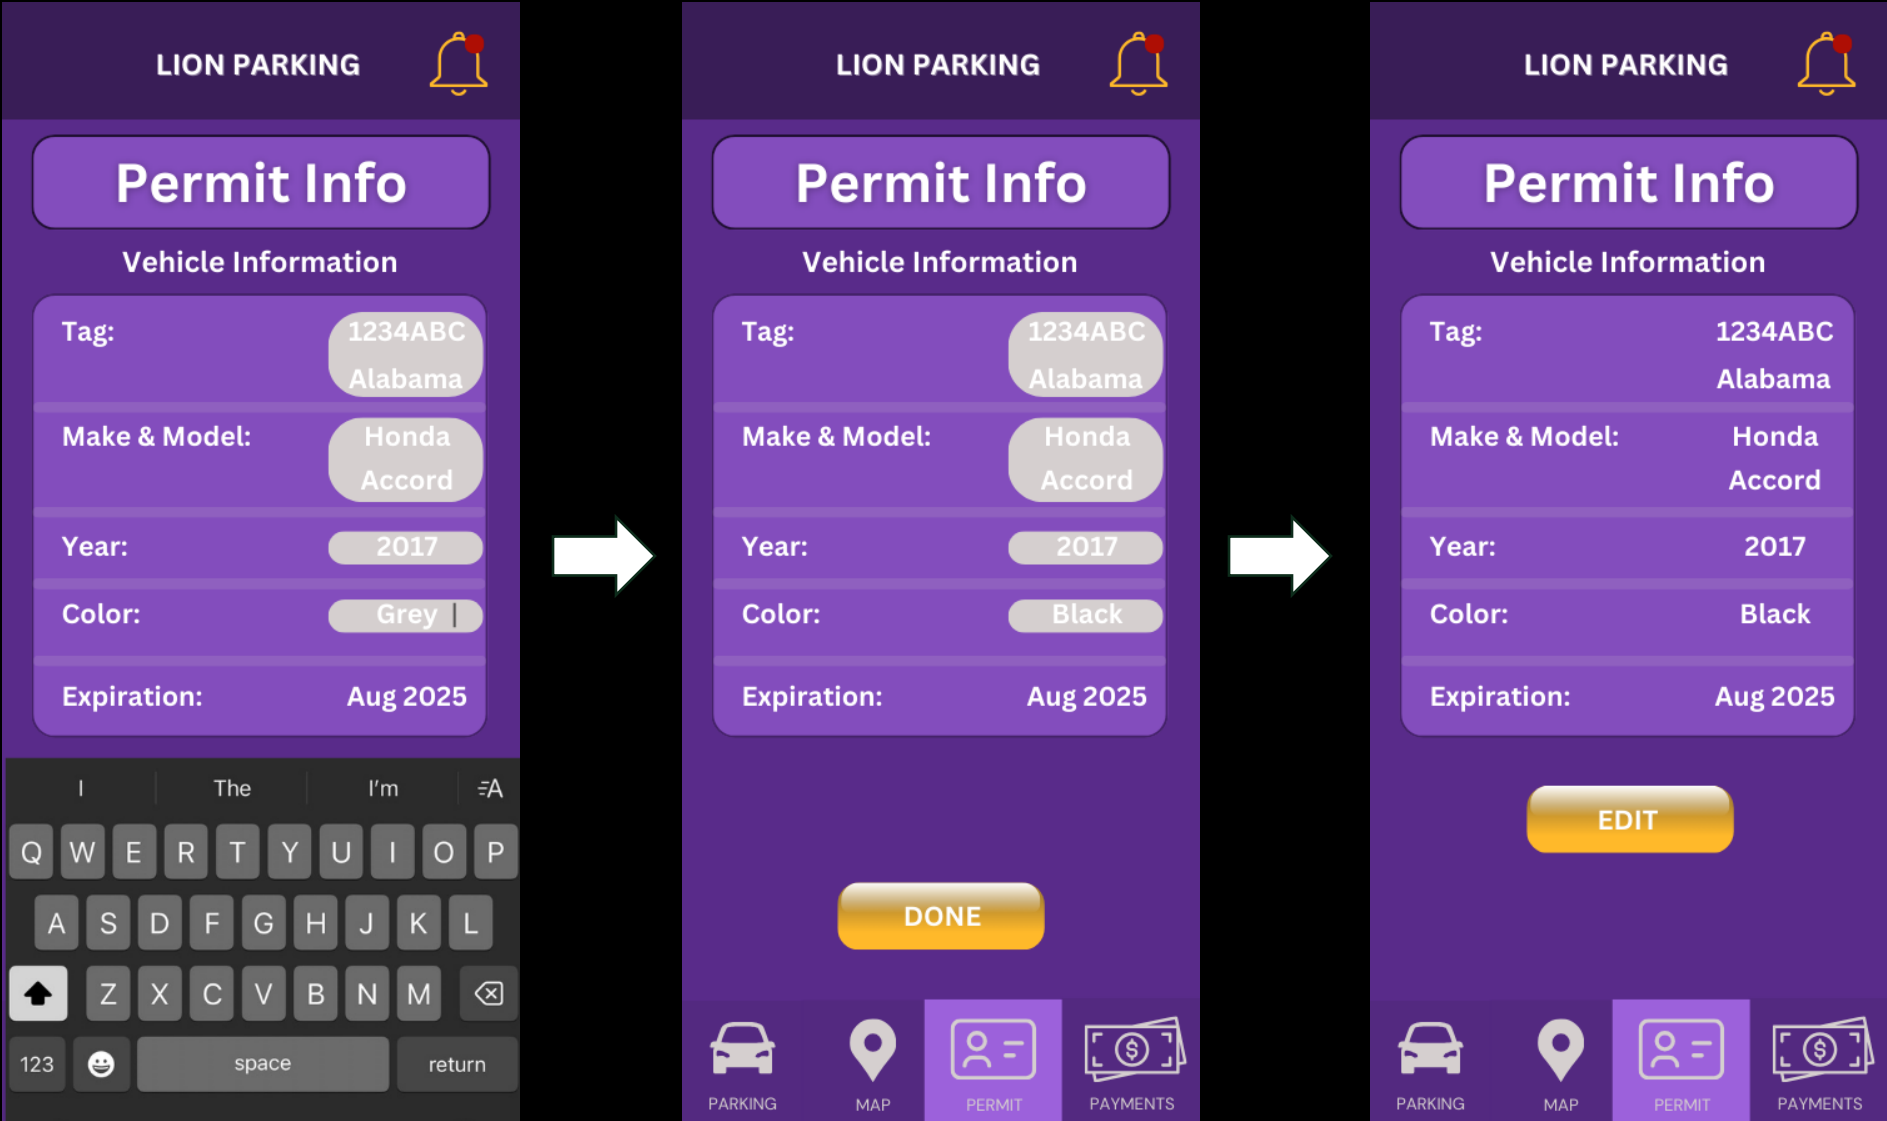 LION PARKING
Permit Info
Vehicle Information
Tag: 1234ABC
Alabama
Make & Model: Honda
Accord
Year: 2017
Color: Grey
Expiration: Aug 2025
I The I'm A
Q W E R T Y U I O P
A S D F G H J K L
Z X C V B N M
123 space return
LION PARKING
Permit Info
Vehicle Information
Tag: 1234ABC
Alabama
Make & Model: Honda
Accord
Year: 2017
Color: Black
Expiration: Aug 2025
DONE
$
PARKING MAP PERMIT PAYMENTS
LION PARKING
Permit Info
Vehicle Information
Tag: 1234ABC
Alabama
Make & Model: Honda
Accord
Year: 2017
Color: Black
Expiration: Aug 2025
EDIT
$
PARKING MAP PERMIT PAYMENTS